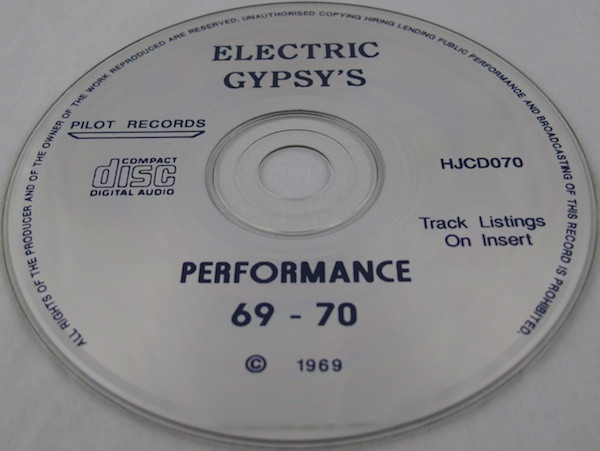 ALL RIGHTS OF THE PRODUCER AND OF THE OWNER OF THE WORK REPRODUCED ARE RESERVED. UNAUTHORISED COPYING HIRING LENDING PUBLIC PERFORMANCE AND BROADCASTING OF THIS RECORD IS PROHIBITED.
ELECTRIC
GYPSY'S
PILOT RECORDS
COMPACT
disc
DIGITAL AUDIO
HJCD070
Track Listings
On Insert
PERFORMANCE
69 - 70
© 1969